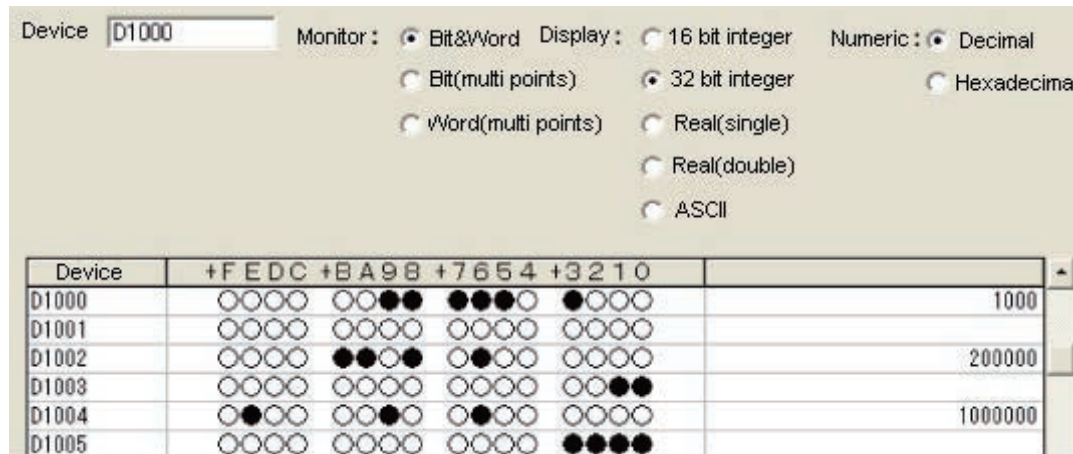 Device D1000 Monitor : Bit&Word Display : 16 bit integer Numeric : Decimal
Bit(multi points) 32 bit integer Hexadecima
Word(multi points) Real(single)
Real(double)
ASCII
Device +F E D C +B A 9 8 +7 6 5 4 +3 2 1 0
D1000 1000
D1001
D1002 200000
D1003
D1004 1000000
D1005